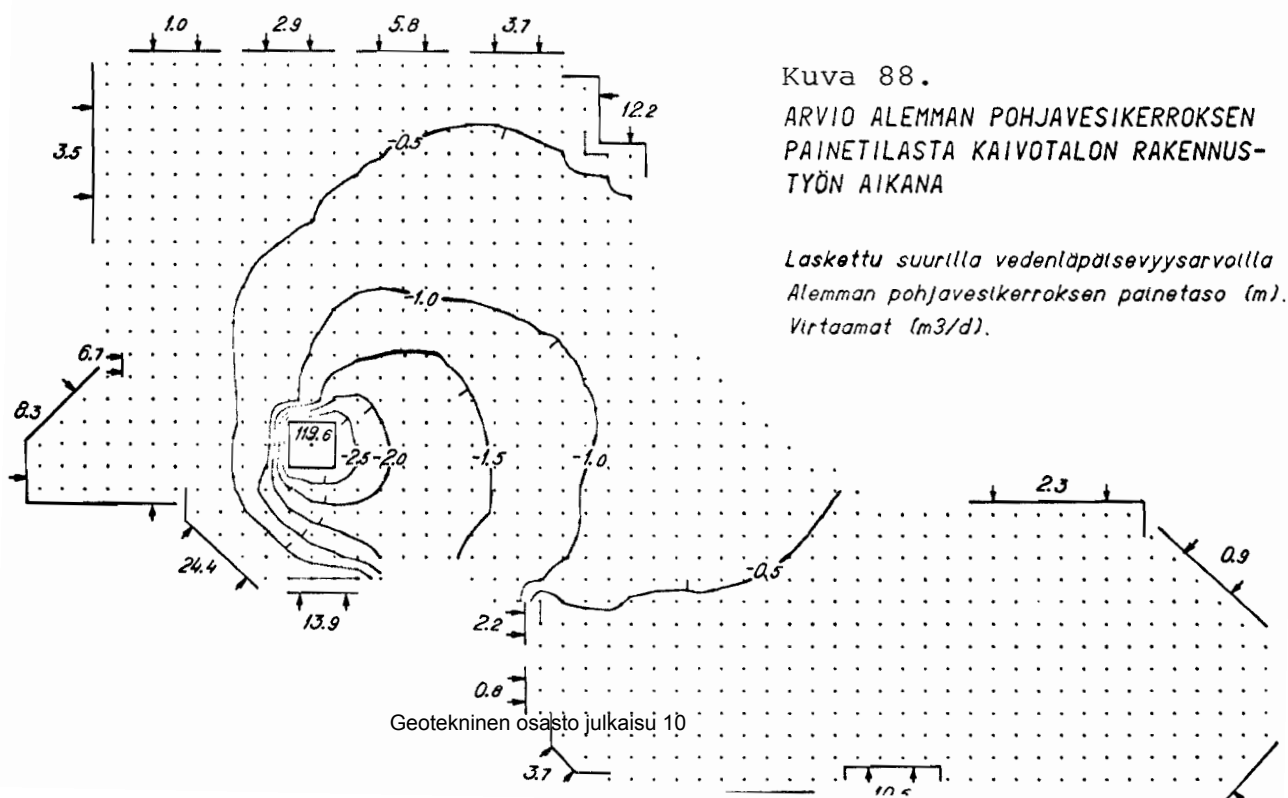 1.0 2.9 5.8 3.7
Kuva 88.
ARVIO ALEMMAN POHJAVESIKERROKSEN
PAINETILASTA KAIVOTALON RAKENNUS-
TYÖN AIKANA
Laskettu suurilla vedenläpäisevyysarvoilla
Alemman pohjavesikerroksen painetaso (m).
Virtaamat (m3/d).
12.2
3.5
-0.5
-1.0
6.7
8.3
119.6
-2.5 -2.0 -1.5 -1.0
2.3
24.4
-0.5
0.9
13.9
2.2
0.8
Geotekninen osasto julkaisu 10
3.7
10.5